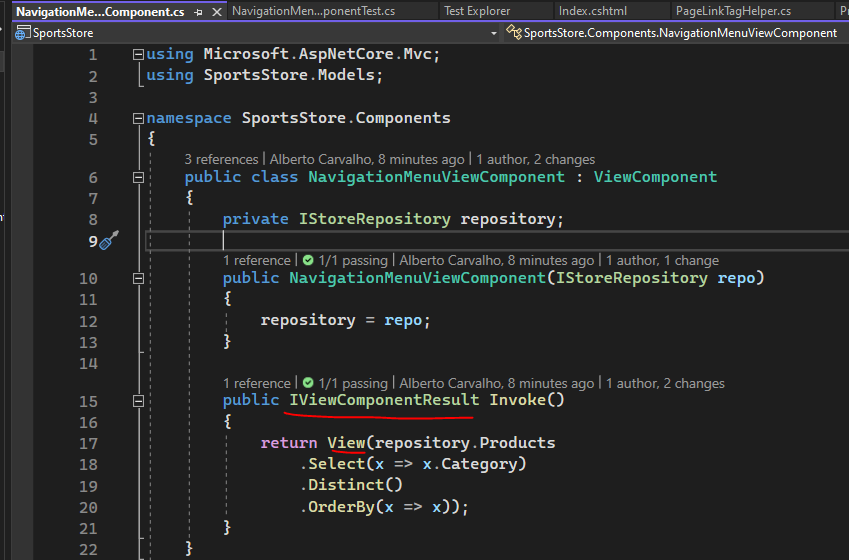 NavigationMe...Component.cs
NavigationMen...ponentTest.cs
Test Explorer
Index.cshtml
PageLinkTagHelper.cs
SportsStore
SportsStore.Components.NavigationMenuViewComponent
1 using Microsoft.AspNetCore.Mvc;
2 using SportsStore.Models;
3
4 namespace SportsStore.Components
5 {
3 references | Alberto Carvalho, 8 minutes ago | 1 author, 2 changes
6 public class NavigationMenuViewComponent : ViewComponent
7 {
8 private IStoreRepository repository;
9
1 reference | 1/1 passing | Alberto Carvalho, 8 minutes ago | 1 author, 1 change
10 public NavigationMenuViewComponent(IStoreRepository repo)
11 {
12 repository = repo;
13 }
14
1 reference | 1/1 passing | Alberto Carvalho, 8 minutes ago | 1 author, 2 changes
15 public IViewComponentResult Invoke()
16 {
17 return View(repository.Products
18 .Select(x => x.Category)
19 .Distinct()
20 .OrderBy(x => x));
21 }
22 }